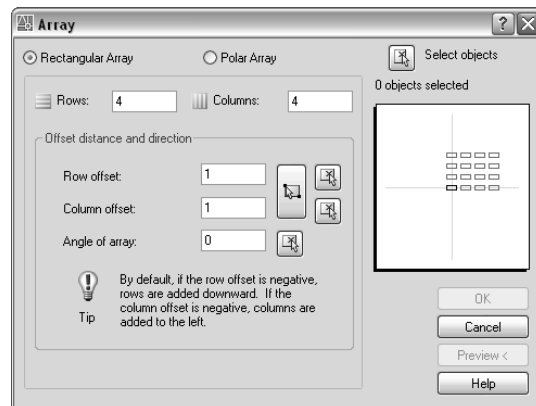 Array
Rectangular Array
Polar Array
Select objects
0 objects selected
Rows: 4
Columns: 4
Offset distance and direction
Row offset: 1
Column offset: 1
Angle of array: 0
Tip
By default, if the row offset is negative,
rows are added downward. If the
column offset is negative, columns are
added to the left.
OK
Cancel
Preview <
Help